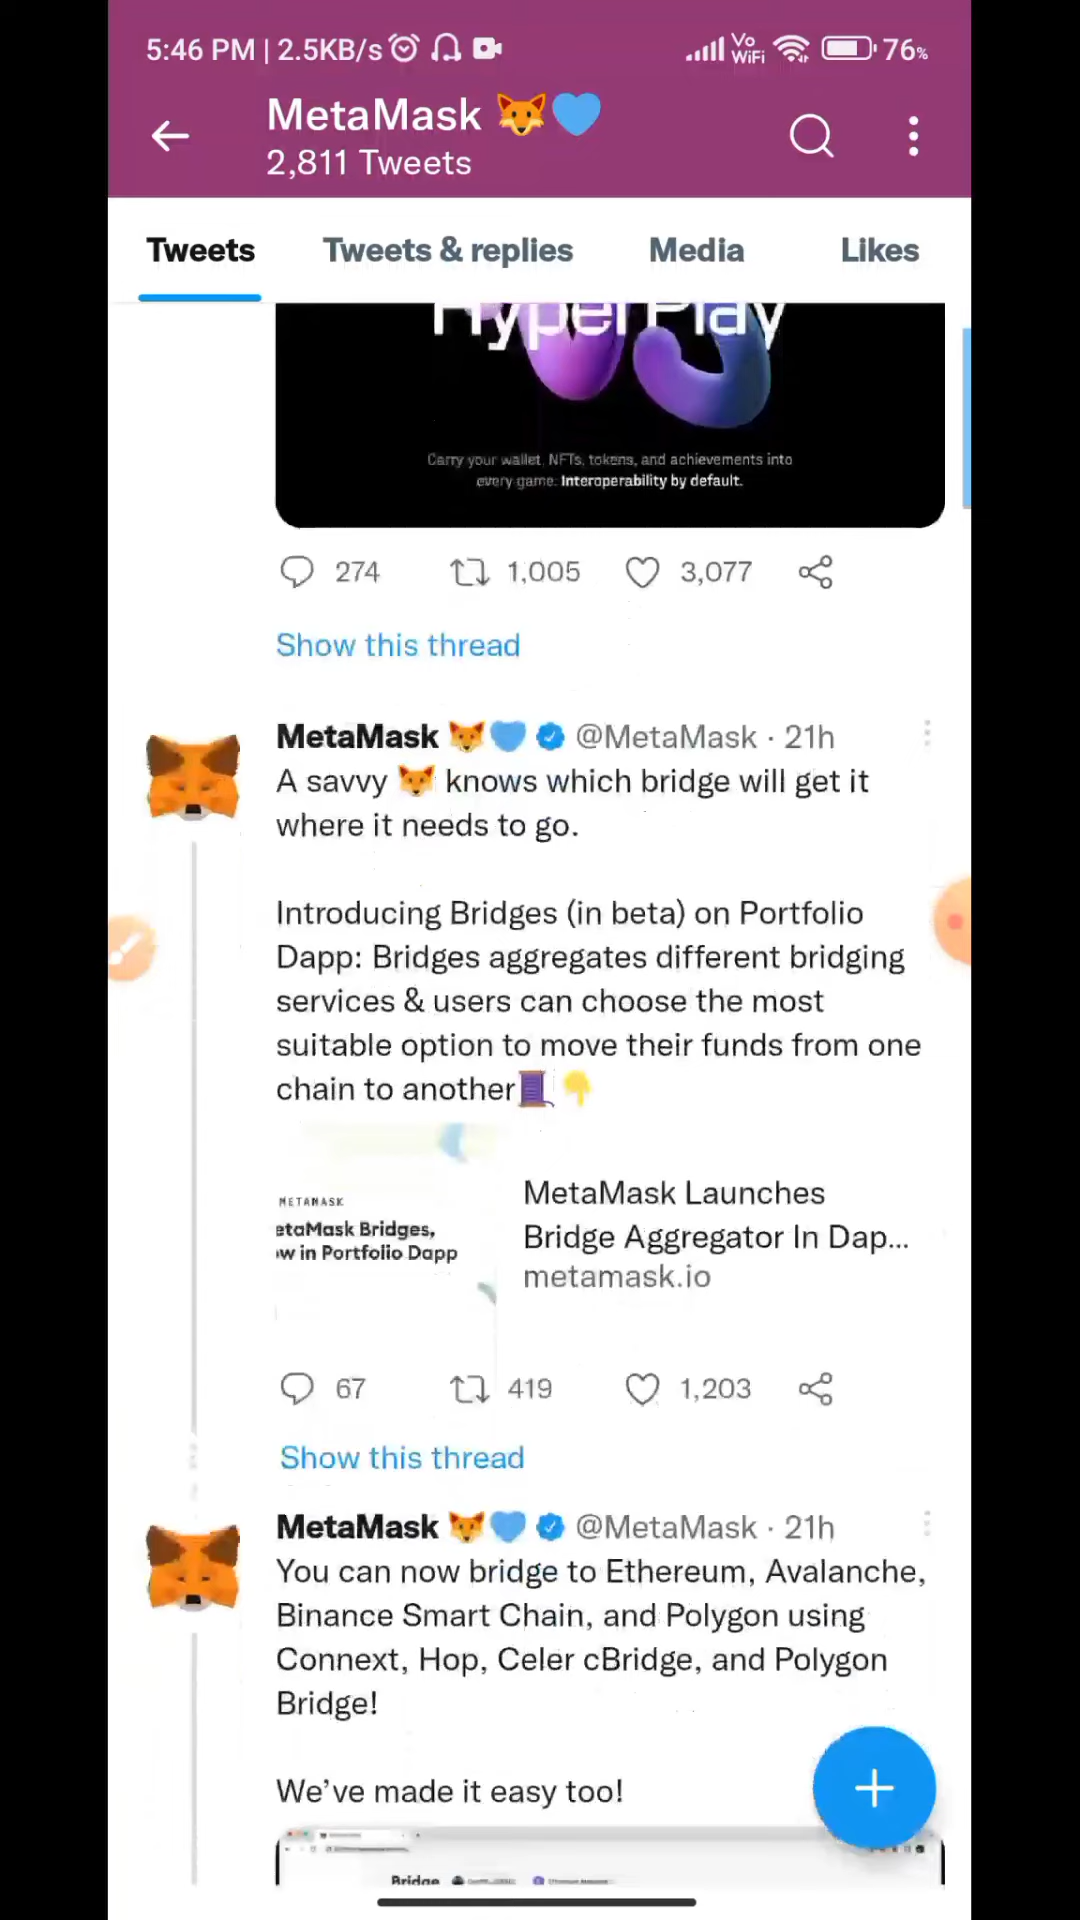 5:46 PM | 2.5KB/s Vo WiFi 76%
MetaMask 🦊💙
2,811 Tweets
Tweets Tweets & replies Media Likes
HyperPlay
Carry your wallet, NFTs, tokens, and achievements into
every game. Interoperability by default.
274 1,005 3,077
Show this thread
MetaMask 🦊💙 @MetaMask · 21h
A savvy 🦊 knows which bridge will get it
where it needs to go.
Introducing Bridges (in beta) on Portfolio
Dapp: Bridges aggregates different bridging
services & users can choose the most
suitable option to move their funds from one
chain to another🧵👇
METAMASK
etaMask Bridges,
ow in Portfolio Dapp
MetaMask Launches
Bridge Aggregator In Dap...
metamask.io
67 419 1,203
Show this thread
MetaMask 🦊💙 @MetaMask · 21h
You can now bridge to Ethereum, Avalanche,
Binance Smart Chain, and Polygon using
Connext, Hop, Celer cBridge, and Polygon
Bridge!
We've made it easy too!
Bridge